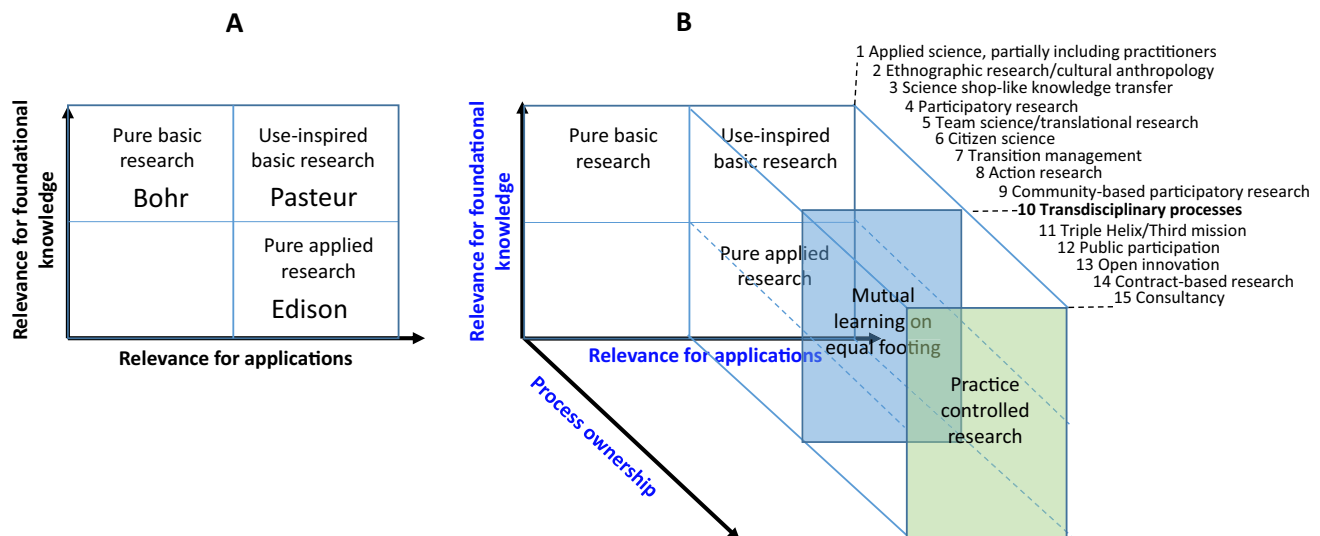 A
Relevance for foundational
knowledge
Pure basic
research
Bohr
Use-inspired
basic research
Pasteur
Pure applied
research
Edison
Relevance for applications
B
Relevance for foundational
knowledge
Pure basic
research
Use-inspired
basic research
Pure applied
research
Relevance for applications
Process ownership
Mutual
learning on
equal footing
Practice
controlled
research
1 Applied science, partially including practitioners
2 Ethnographic research/cultural anthropology
3 Science shop-like knowledge transfer
4 Participatory research
5 Team science/translational research
6 Citizen science
7 Transition management
8 Action research
9 Community-based participatory research
10 Transdisciplinary processes
11 Triple Helix/Third mission
12 Public participation
13 Open innovation
14 Contract-based research
15 Consultancy